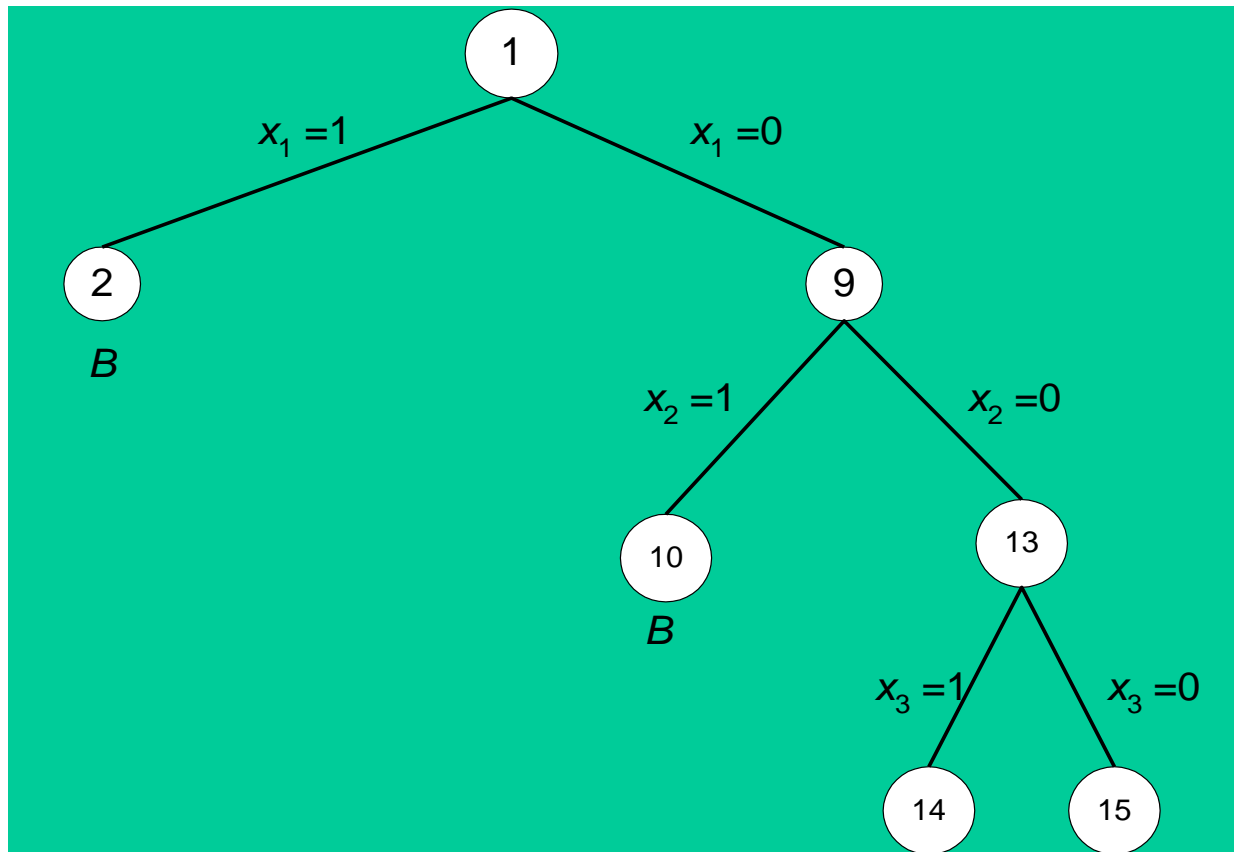 1
x₁ =1
x₁ =0
2
9
B
x₂ =1
x₂ =0
10
13
B
x₃ =1
x₃ =0
14
15